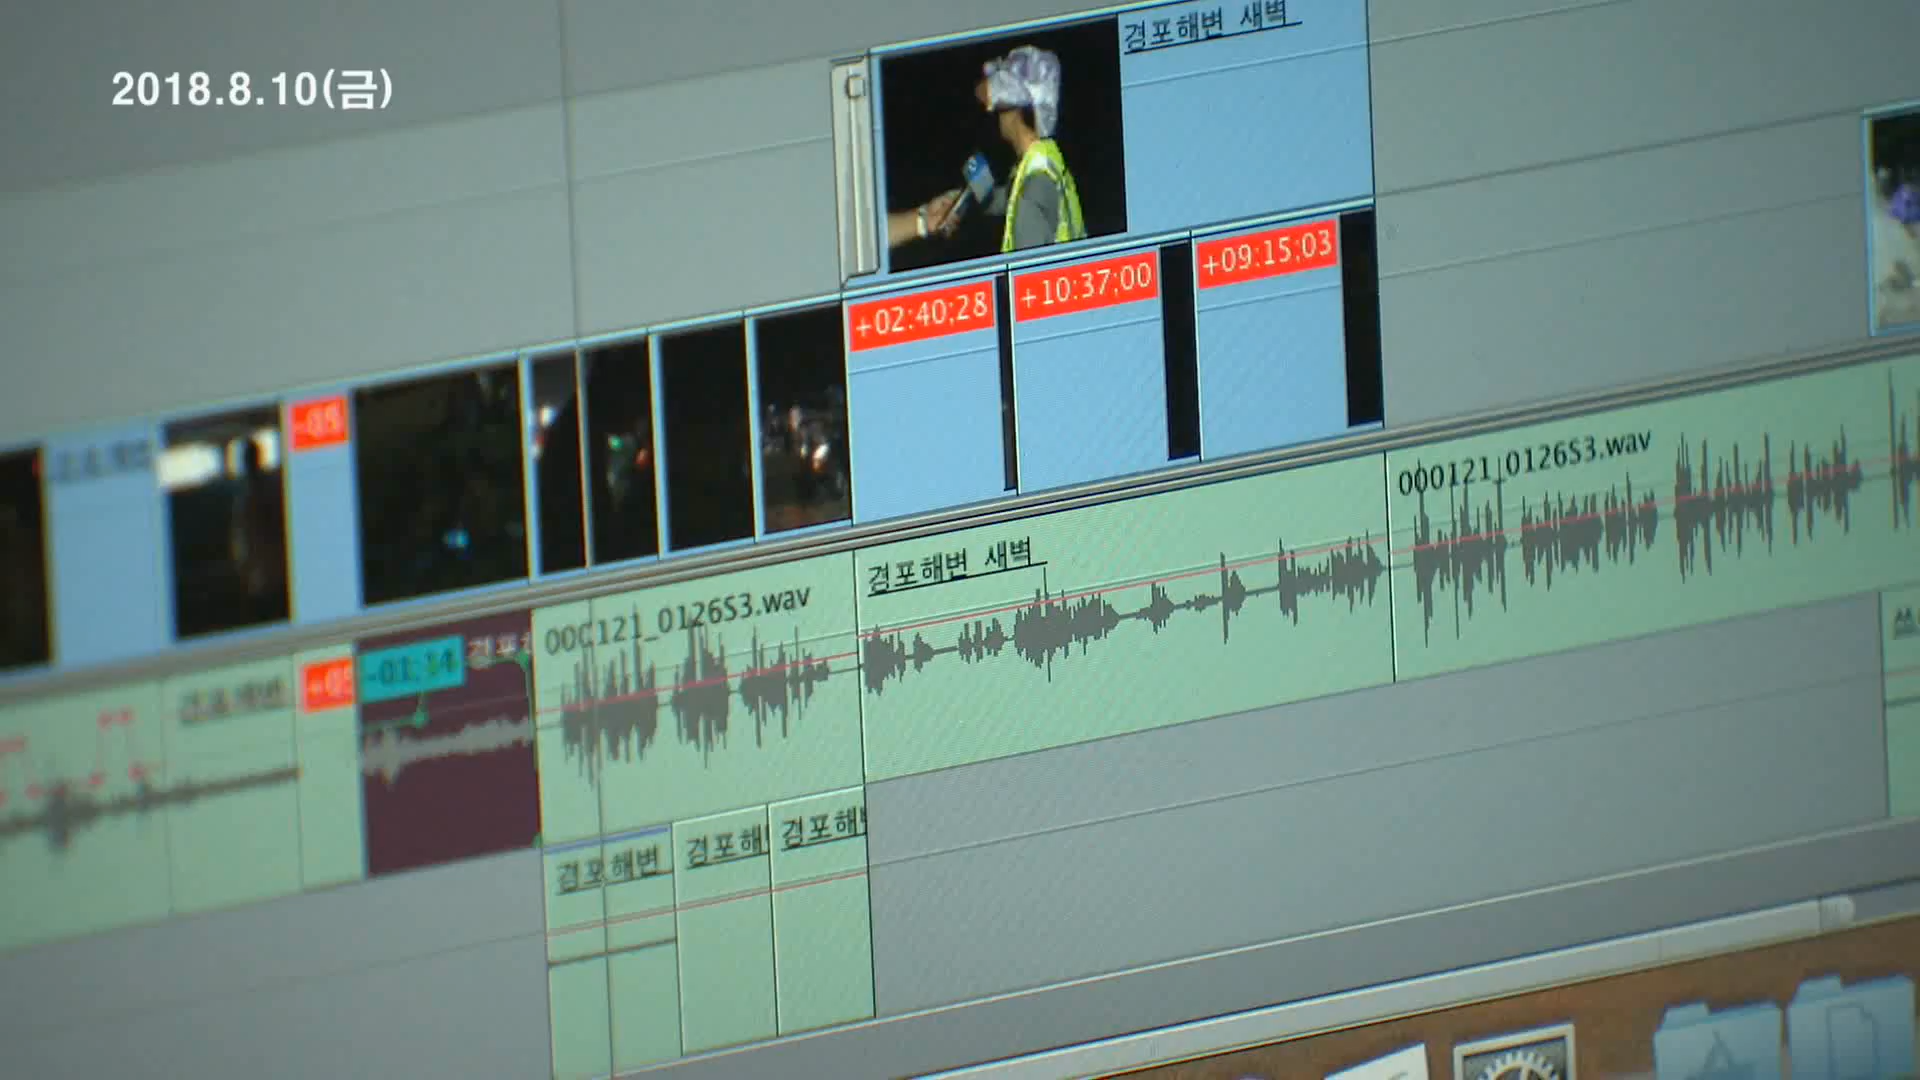 2018.8.10(금)
경포해변 새벽
+02:40;28
+10:37;00
+09:15;03
-01;14
000121_0126S3.wav
경포해변 새벽
000121_0126S3.wav
경포해변
경포해
경포해